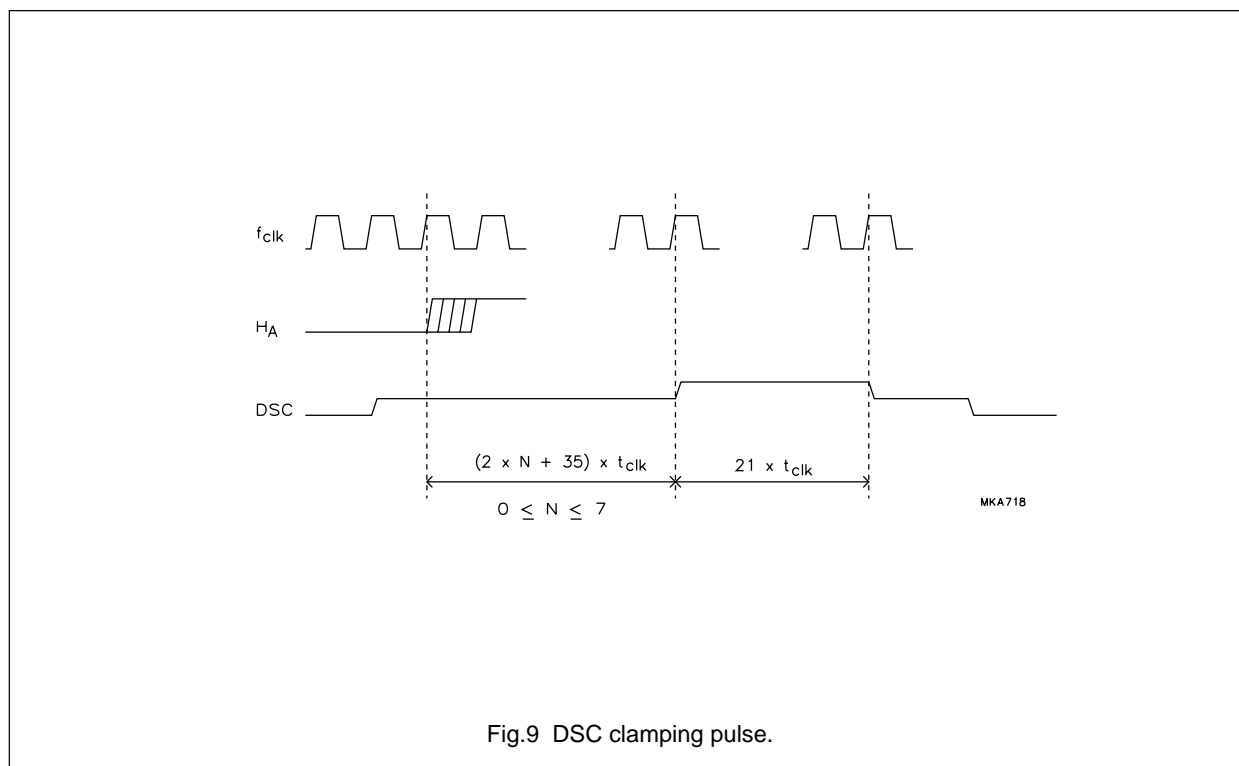 fclk
HA
DSC
(2 x N + 35) x tclk
21 x tclk
0 ≤ N ≤ 7
MKA718
Fig.9 DSC clamping pulse.